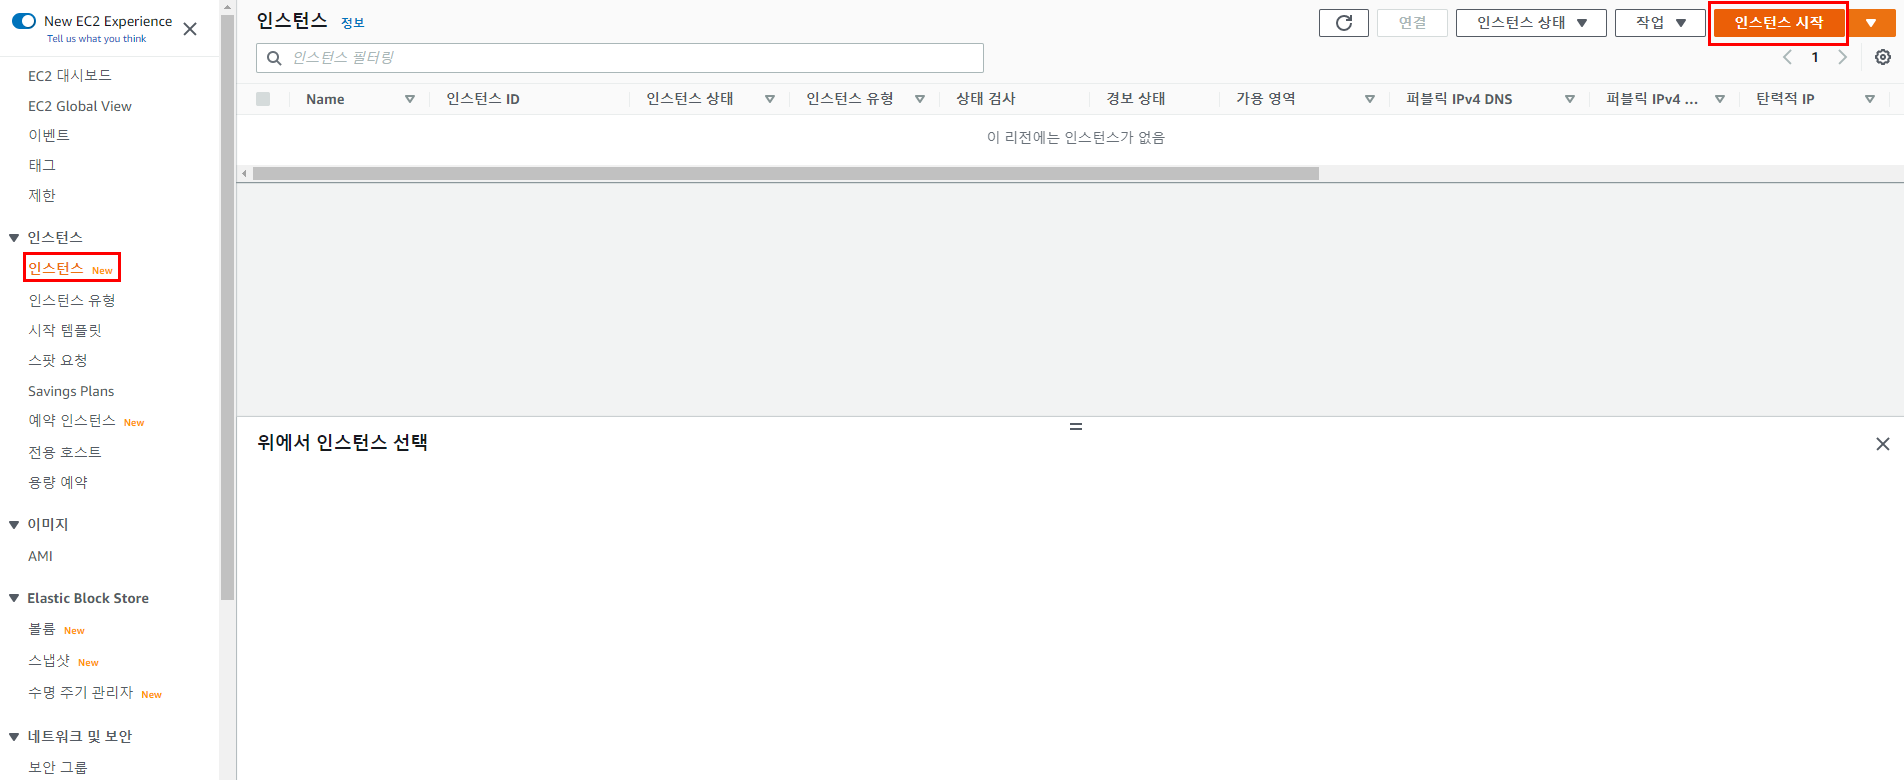 New EC2 Experience
Tell us what you think
EC2 대시보드
EC2 Global View
이벤트
태그
제한
인스턴스
인스턴스 New
인스턴스 유형
시작 템플릿
스팟 요청
Savings Plans
예약 인스턴스 New
전용 호스트
용량 예약
이미지
AMI
Elastic Block Store
볼륨 New
스냅샷 New
수명 주기 관리자 New
네트워크 및 보안
보안 그룹
인스턴스 정보
연결 인스턴스 상태 작업 인스턴스 시작
인스턴스 필터링
1
Name 인스턴스 ID 인스턴스 상태 인스턴스 유형 상태 검사 경보 상태 가용 영역 퍼블릭 IPv4 DNS 퍼블릭 IPv4 ... 탄력적 IP
이 리전에는 인스턴스가 없음
위에서 인스턴스 선택